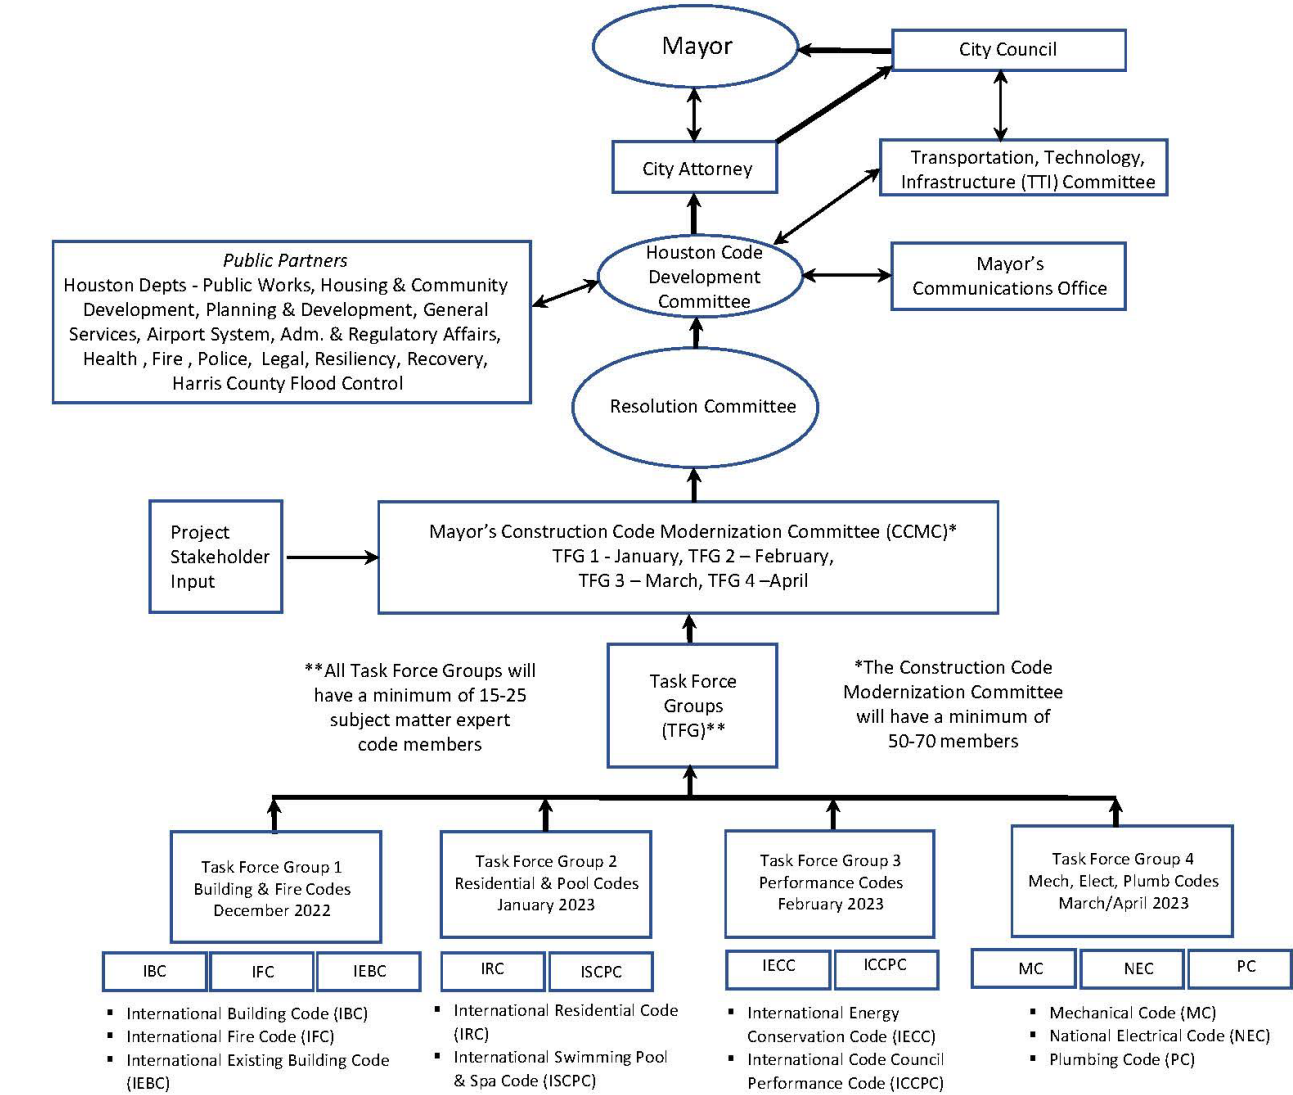 Mayor
City Council
City Attorney
Transportation, Technology,
Infrastructure (TTI) Committee
Houston Code
Development
Committee
Mayor's
Communications Office
Public Partners
Houston Depts - Public Works, Housing & Community
Development, Planning & Development, General
Services, Airport System, Adm. & Regulatory Affairs,
Health , Fire , Police, Legal, Resiliency, Recovery,
Harris County Flood Control
Resolution Committee
Project
Stakeholder
Input
Mayor's Construction Code Modernization Committee (CCMC)*
TFG 1 - January, TFG 2 – February,
TFG 3 – March, TFG 4 –April
**All Task Force Groups will
have a minimum of 15-25
subject matter expert
code members
Task Force
Groups
(TFG)**
*The Construction Code
Modernization Committee
will have a minimum of
50-70 members
Task Force Group 1
Building & Fire Codes
December 2022
Task Force Group 2
Residential & Pool Codes
January 2023
Task Force Group 3
Performance Codes
February 2023
Task Force Group 4
Mech, Elect, Plumb Codes
March/April 2023
IBC
IFC
IEBC
IRC
ISCPC
IECC
ICCPC
MC
NEC
PC
▪ International Building Code (IBC)
▪ International Fire Code (IFC)
▪ International Existing Building Code
(IEBC)
▪ International Residential Code
(IRC)
▪ International Swimming Pool
& Spa Code (ISCPC)
▪ International Energy
Conservation Code (IECC)
▪ International Code Council
Performance Code (ICCPC)
▪ Mechanical Code (MC)
▪ National Electrical Code (NEC)
▪ Plumbing Code (PC)